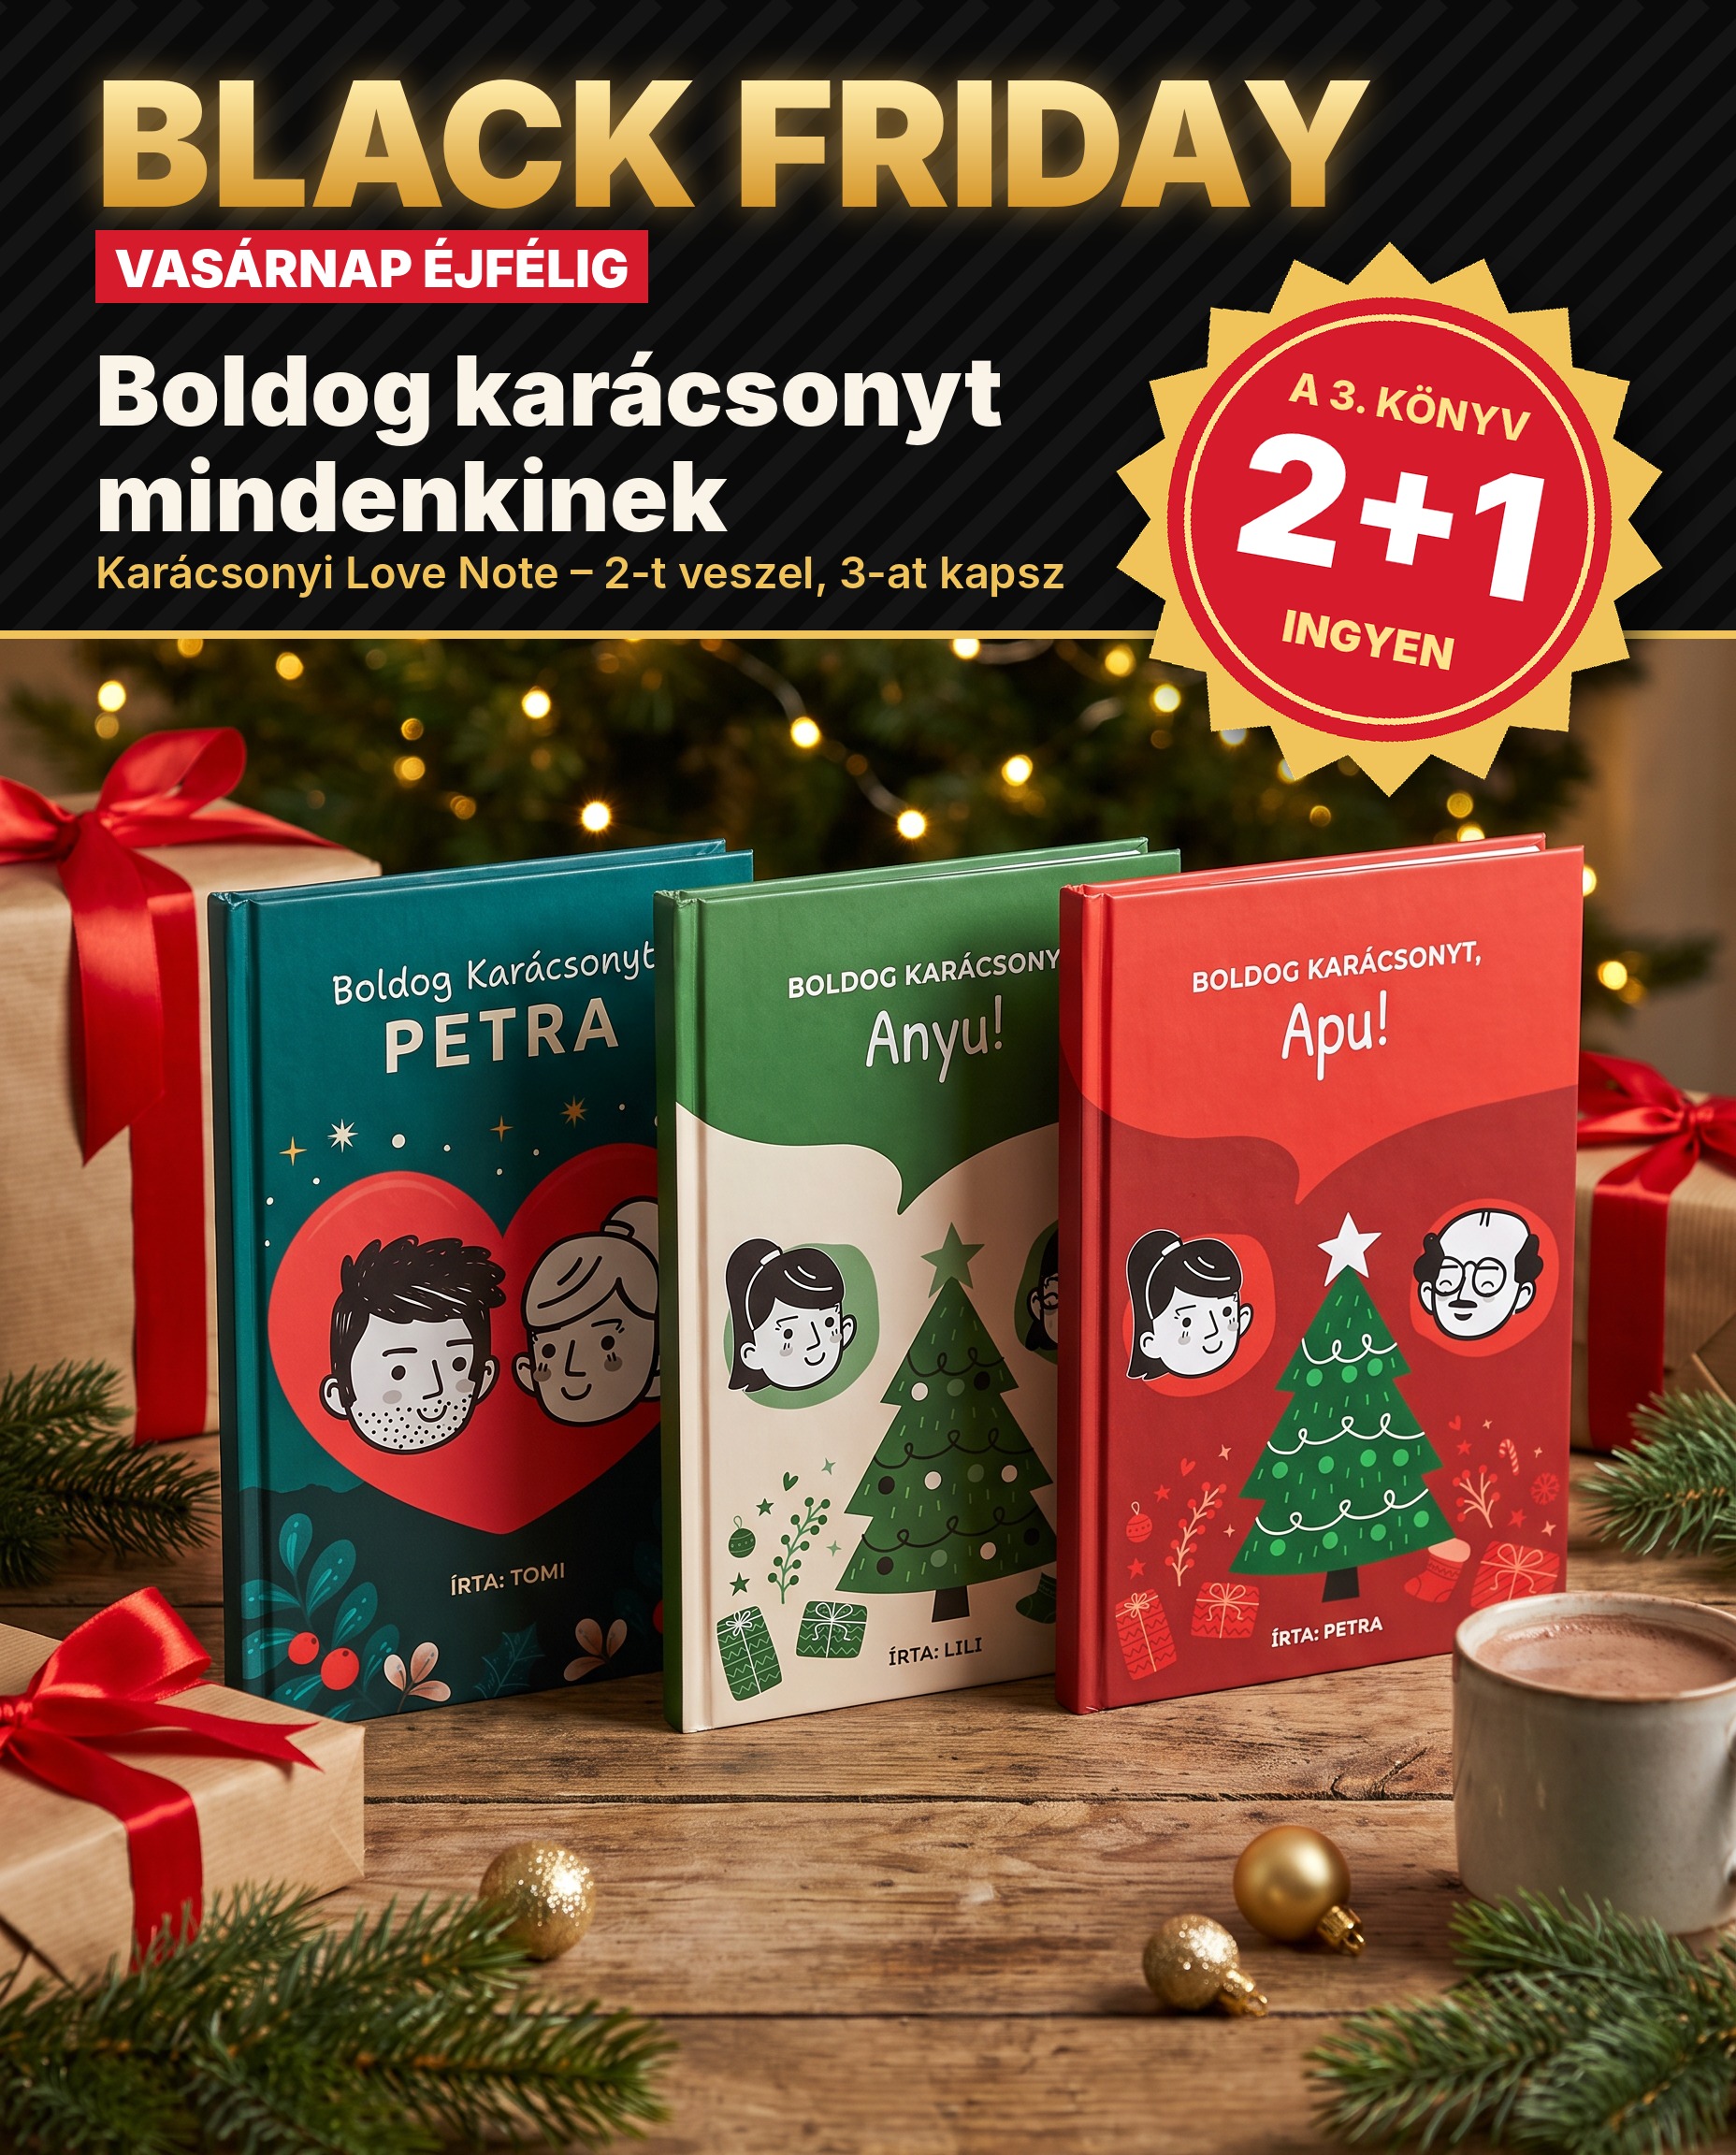 BLACK FRIDAY
VASÁRNAP ÉJFÉLIG
Boldog karácsonyt
mindenkinek
Karácsonyi Love Note – 2-t veszel, 3-at kapsz
A 3. KÖNYV
2+1
INGYEN
Boldog Karácsonyt
PETRA
ÍRTA: TOMI
BOLDOG KARÁCSONY
Anyu!
ÍRTA: LILI
BOLDOG KARÁCSONYT,
Apu!
ÍRTA: PETRA